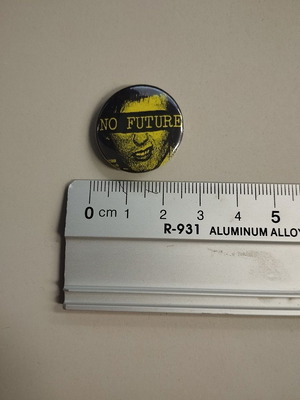 NO FUTURE
0 cm 1 2 3 4 5
R-931 ALUMINUM ALLOY